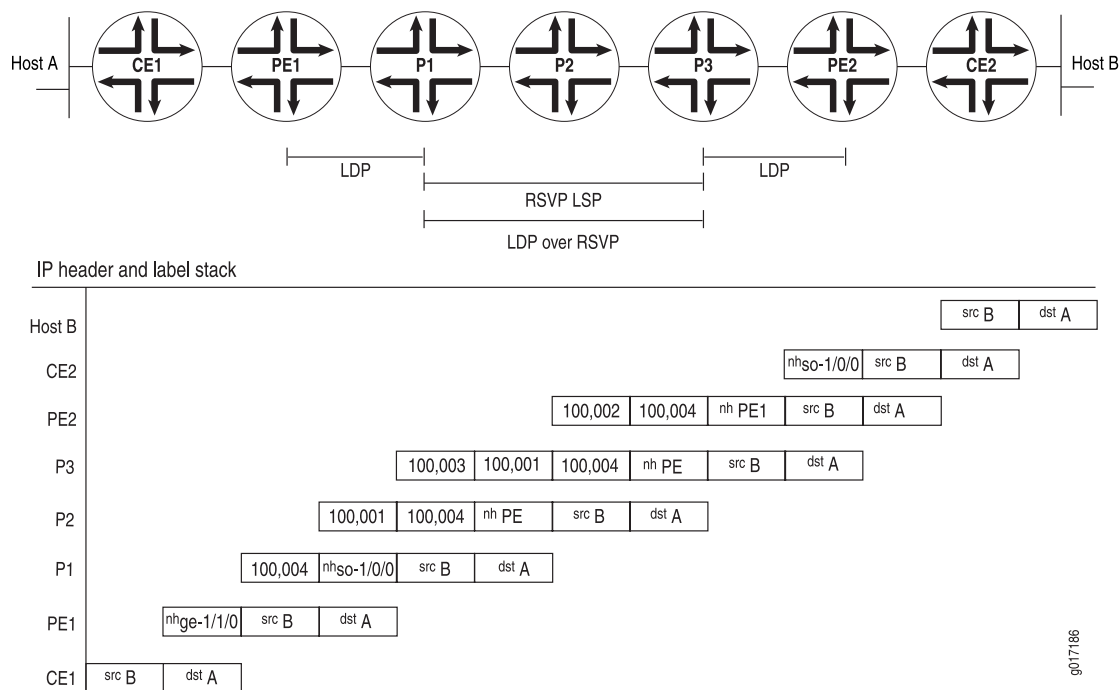 Host A CE1 PE1 P1 P2 P3 PE2 CE2 Host B
LDP LDP
RSVP LSP
LDP over RSVP
IP header and label stack
Host B src B dst A
CE2 nhso-1/0/0 src B dst A
PE2 100,002 100,004 nh PE1 src B dst A
P3 100,003 100,001 100,004 nh PE src B dst A
P2 100,001 100,004 nh PE src B dst A
P1 100,004 nhso-1/0/0 src B dst A
PE1 nhge-1/1/0 src B dst A
CE1 src B dst A
g017186